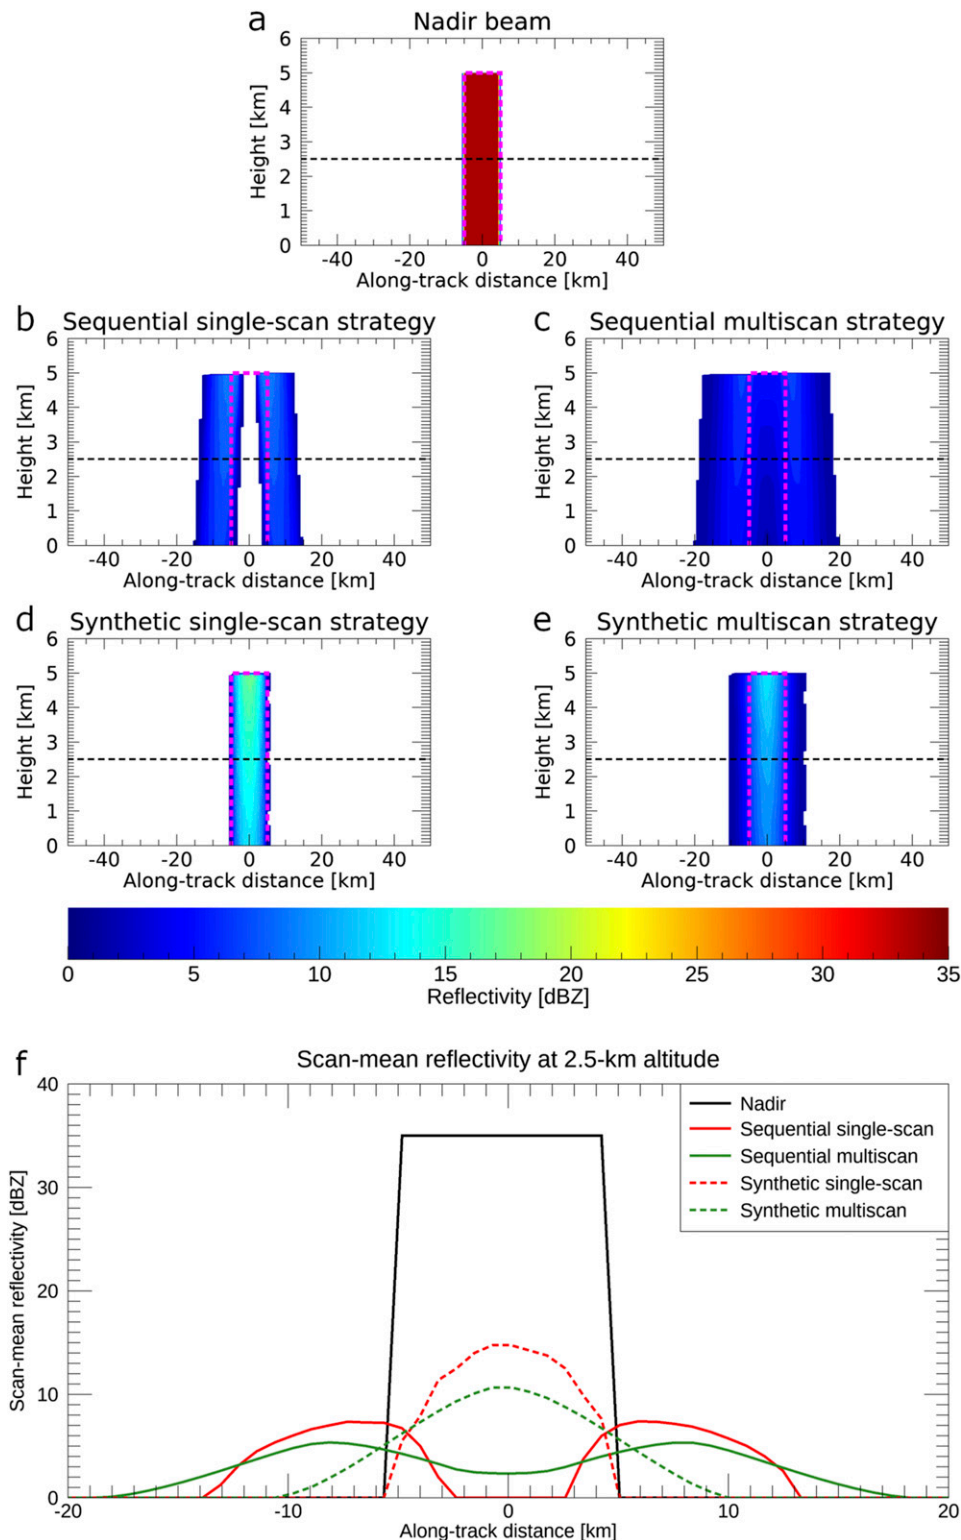 a Nadir beam
6
5
4
3
2
1
0
Height [km]
-40 -20 0 20 40
Along-track distance [km]
b Sequential single-scan strategy
6
5
4
3
2
1
0
Height [km]
-40 -20 0 20 40
Along-track distance [km]
c Sequential multiscan strategy
6
5
4
3
2
1
0
Height [km]
-40 -20 0 20 40
Along-track distance [km]
d Synthetic single-scan strategy
6
5
4
3
2
1
0
Height [km]
-40 -20 0 20 40
Along-track distance [km]
e Synthetic multiscan strategy
6
5
4
3
2
1
0
Height [km]
-40 -20 0 20 40
Along-track distance [km]
0 5 10 15 20 25 30 35
Reflectivity [dBZ]
f Scan-mean reflectivity at 2.5-km altitude
40
30
20
10
0
Scan-mean reflectivity [dBZ]
Nadir
Sequential single-scan
Sequential multiscan
Synthetic single-scan
Synthetic multiscan
-20 -10 0 10 20
Along-track distance [km]